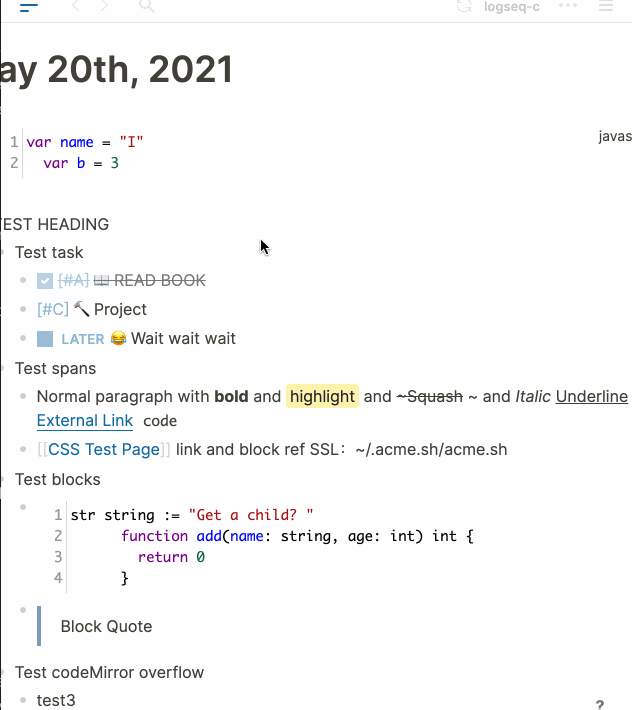 logseq-c
ay 20th, 2021
1 var name = "I"
javas
2 var b = 3
TEST HEADING
Test task
[#A] 📖 READ BOOK
[#C] 🔨 Project
LATER 😂 Wait wait wait
Test spans
Normal paragraph with bold and highlight and ~Squash ~ and Italic Underline
External Link code
[[CSS Test Page]] link and block ref SSL： ~/.acme.sh/acme.sh
Test blocks
1 str string := "Get a child? "
2 function add(name: string, age: int) int {
3 return 0
4 }
Block Quote
Test codeMirror overflow
test3
?